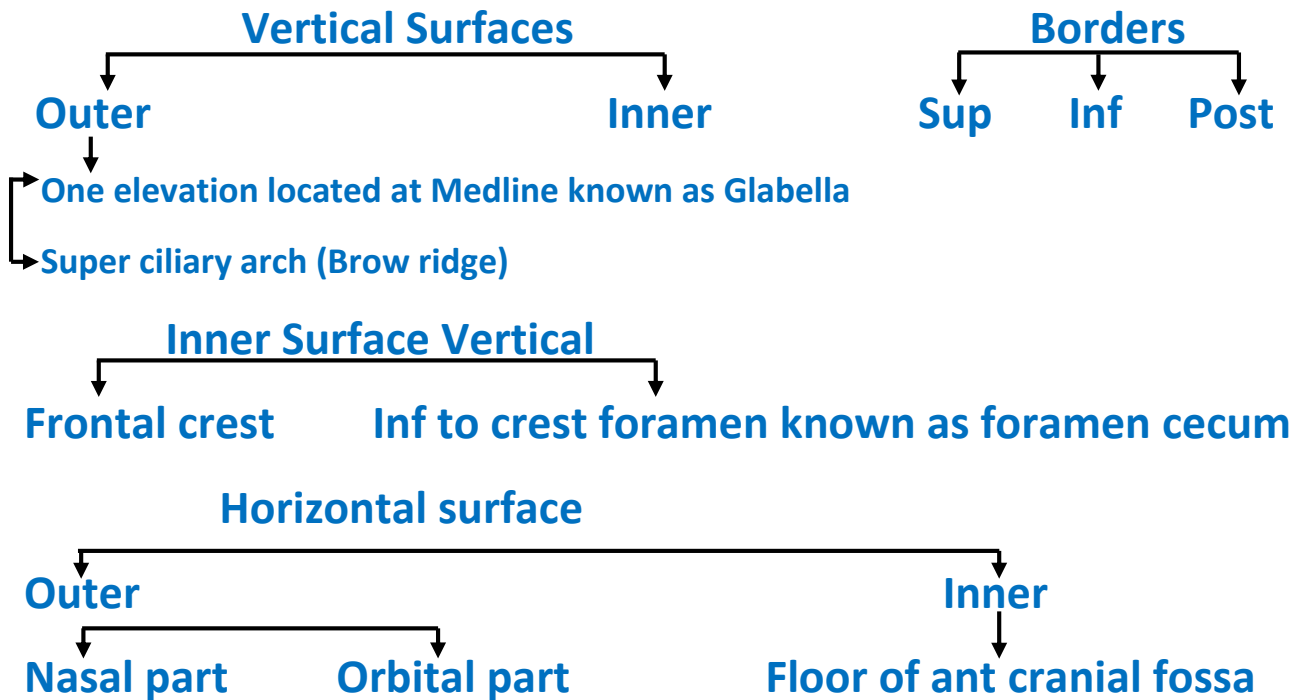 Vertical Surfaces Borders
Outer Inner Sup Inf Post
One elevation located at Medline known as Glabella
Super ciliary arch (Brow ridge)
Inner Surface Vertical
Frontal crest Inf to crest foramen known as foramen cecum
Horizontal surface
Outer Inner
Nasal part Orbital part Floor of ant cranial fossa